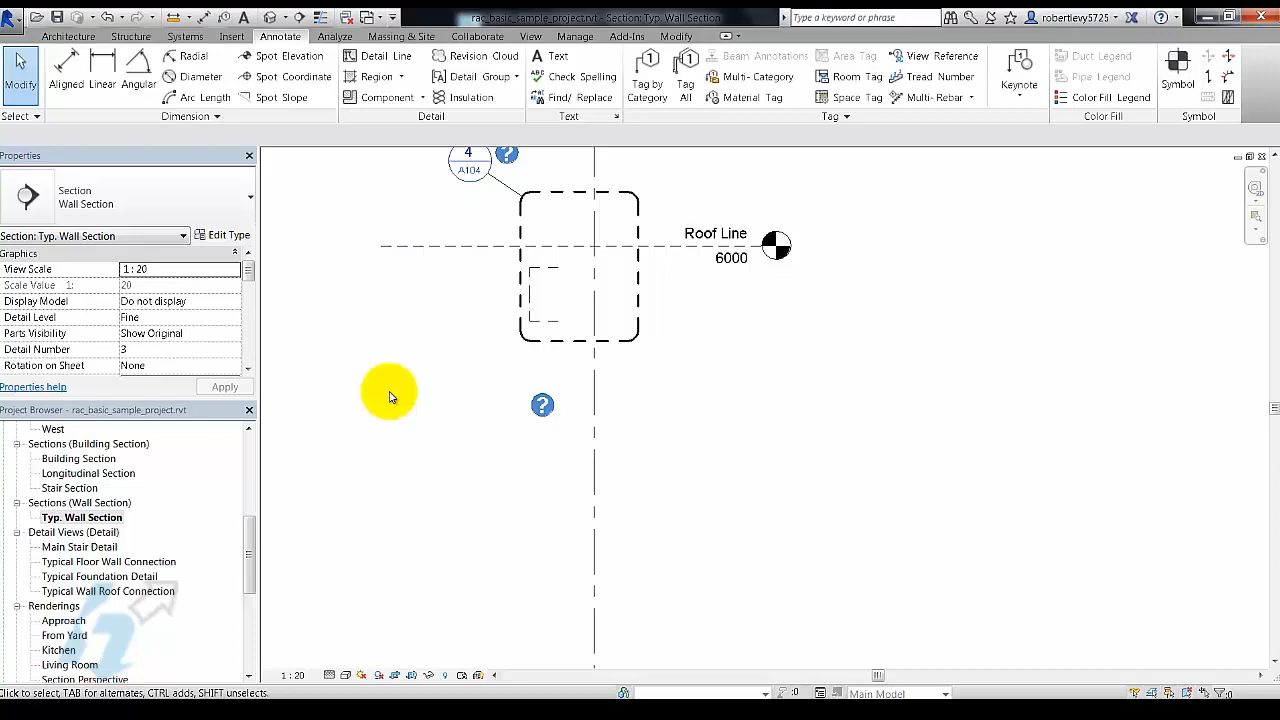 rac_basic_sample_project.rvt - Section: Typ. Wall Section
Type a keyword or phrase
robertlevy5725
Architecture Structure Systems Insert Annotate Analyze Massing & Site Collaborate View Manage Add-Ins Modify
Modify
Select
Aligned Linear Angular
Radial
Diameter
Arc Length
Spot Elevation
Spot Coordinate
Spot Slope
Dimension
Detail Line
Region
Component
Revision Cloud
Detail Group
Insulation
Detail
Text
Check Spelling
Find/ Replace
Text
Tag by Category
Tag All
Beam Annotations
Multi- Category
Material Tag
Area Tag
Room Tag
Space Tag
View Reference
Tread Number
Multi- Rebar
Tag
Keynote
Duct Legend
Pipe Legend
Color Fill Legend
Color Fill
Symbol
Symbol
Properties
Section
Wall Section
Section: Typ. Wall Section
Edit Type
Graphics
View Scale 1 : 20
Scale Value 1: 20
Display Model Do not display
Detail Level Fine
Parts Visibility Show Original
Detail Number 3
Rotation on Sheet None
Properties help
Apply
Project Browser - rac_basic_sample_project.rvt
West
Sections (Building Section)
Building Section
Longitudinal Section
Stair Section
Sections (Wall Section)
Typ. Wall Section
Detail Views (Detail)
Main Stair Detail
Typical Floor Wall Connection
Typical Foundation Detail
Typical Wall Roof Connection
Renderings
Approach
From Yard
Kitchen
Living Room
Section Perspective
4
A104
?
Roof Line
6000
?
1 : 20
Click to select, TAB for alternates, CTRL adds, SHIFT unselects.
:0
Main Model
:0